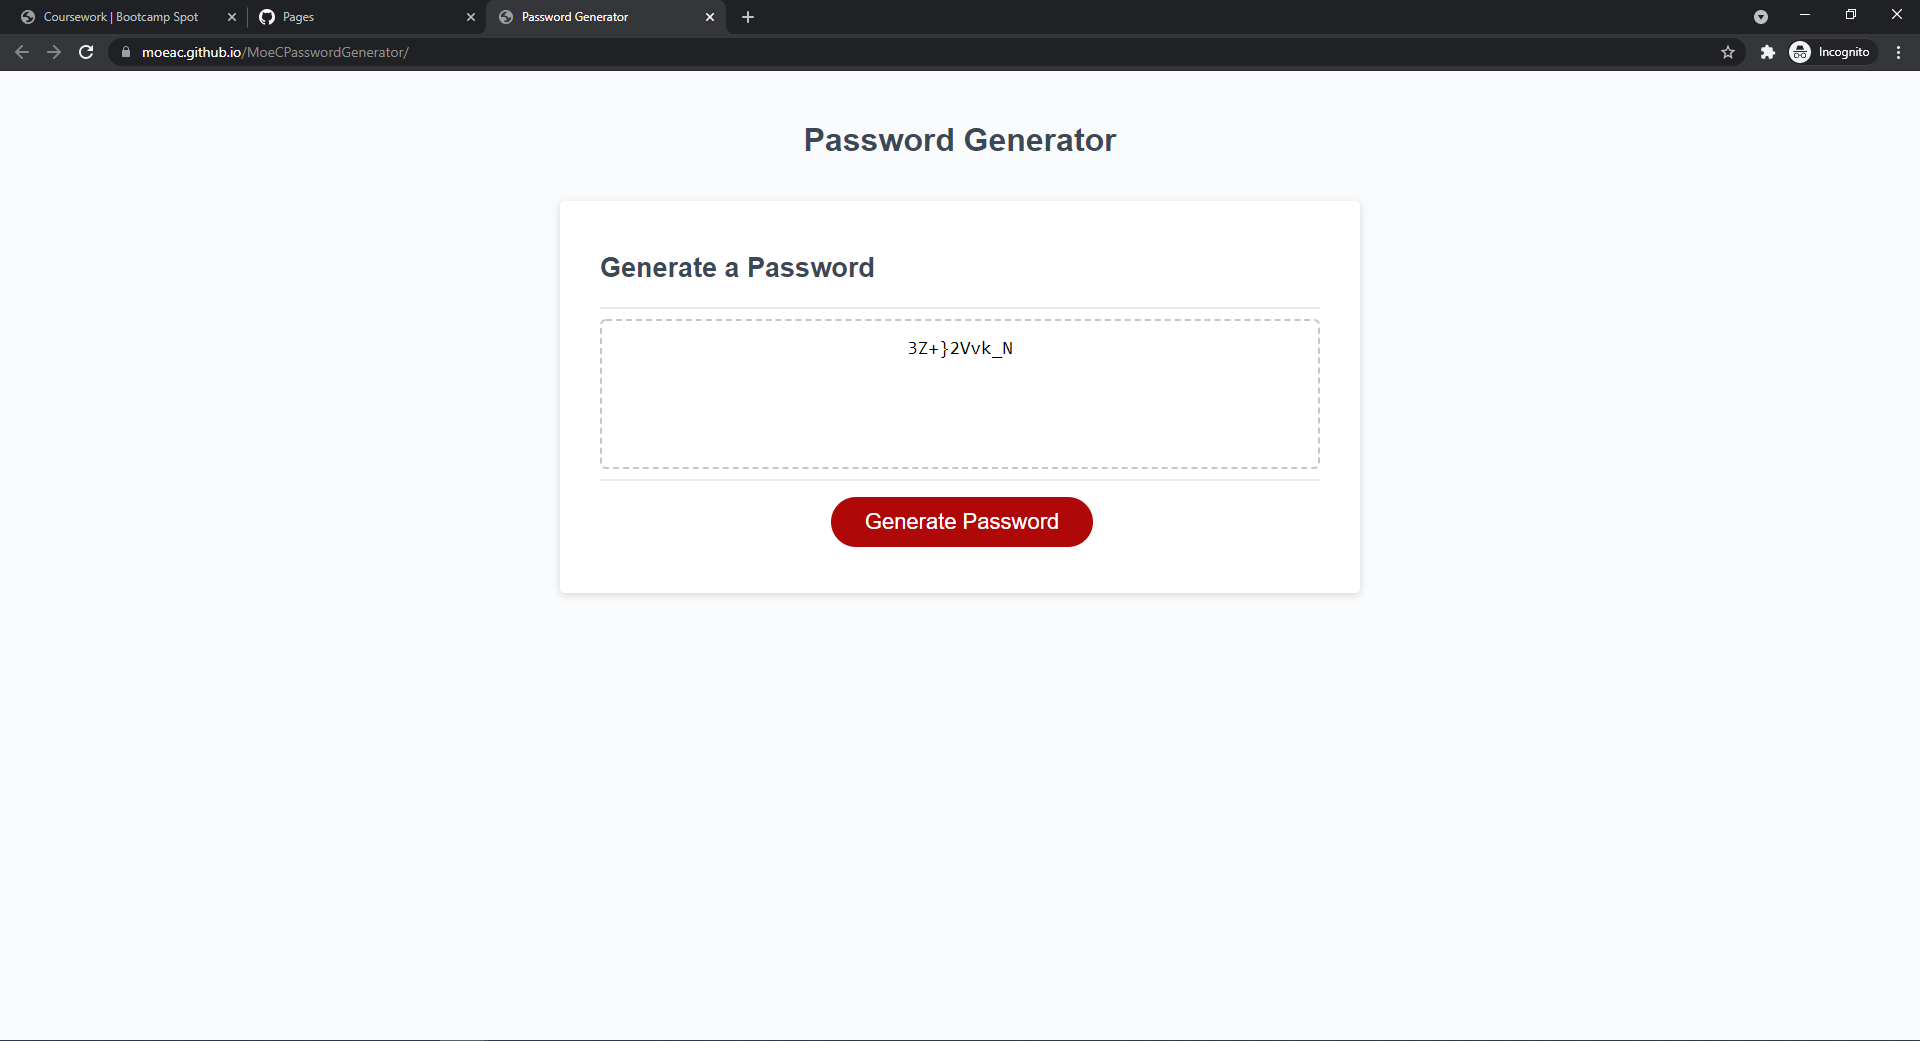 Coursework | Bootcamp Spot
Pages
Password Generator
moeac.github.io/MoeCPasswordGenerator/
Incognito
Password Generator
Generate a Password
3Z+}2Vvk_N
Generate Password